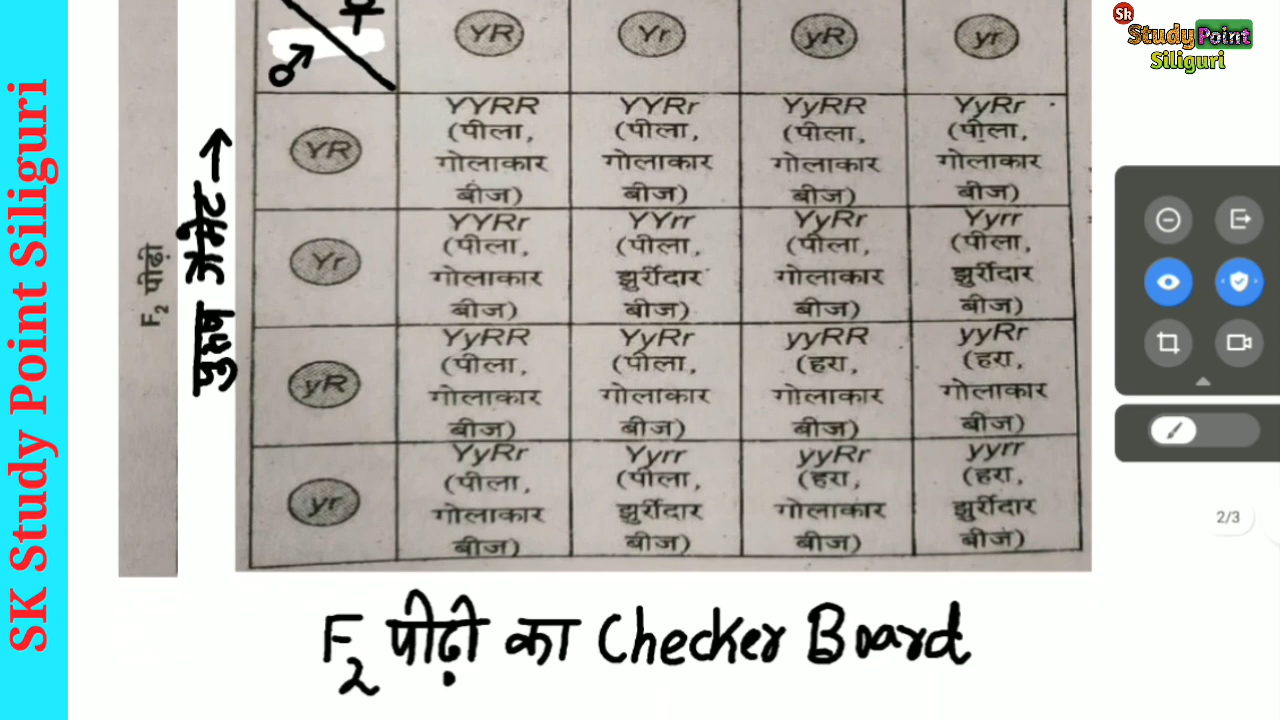 SK Study Point Siliguri
F₂ पीढ़ी
पुरुष गैमेट →
♂ ♀
YR Yr yR yr
YR
YYRR (पीला, गोलाकार बीज)
YYRr (पीला, गोलाकार बीज)
YyRR (पीला, गोलाकार बीज)
YyRr (पीला, गोलाकार बीज)
Yr
YYRr (पीला, गोलाकार बीज)
YYrr (पीला, झुर्रीदार बीज)
YyRr (पीला, गोलाकार बीज)
Yyrr (पीला, झुर्रीदार बीज)
yR
YyRR (पीला, गोलाकार बीज)
YyRr (पीला, गोलाकार बीज)
yyRR (हरा, गोलाकार बीज)
yyRr (हरा, गोलाकार बीज)
yr
YyRr (पीला, गोलाकार बीज)
Yyrr (पीला, झुर्रीदार बीज)
yyRr (हरा, गोलाकार बीज)
yyrr (हरा, झुर्रीदार बीज)
F₂ पीढ़ी का Checker Board
Sk
Study Point
Siliguri
2/3